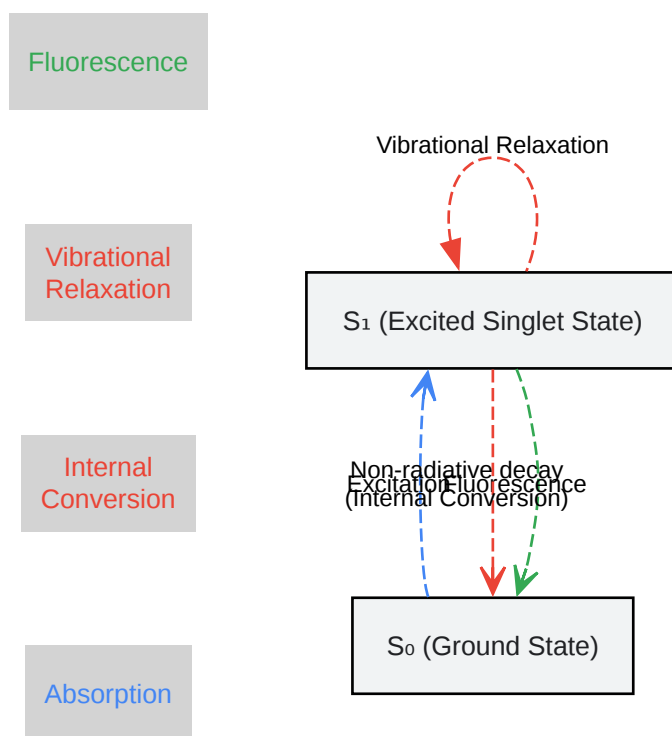 Fluorescence
Vibrational Relaxation
Vibrational
Relaxation
S₁ (Excited Singlet State)
Internal
Conversion
Non-radiative decay
(Internal Conversion)
Excitation
Fluorescence
S₀ (Ground State)
Absorption